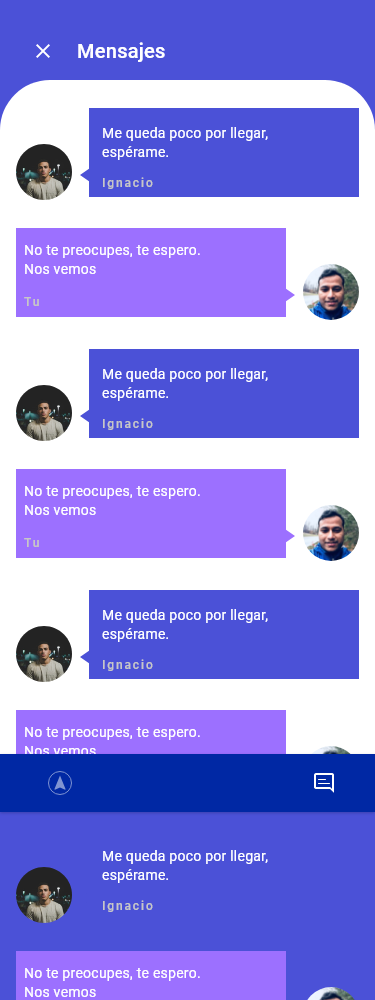 Mensajes
Me queda poco por llegar,
espérame.
Ignacio
No te preocupes, te espero.
Nos vemos
Tu
Me queda poco por llegar,
espérame.
Ignacio
No te preocupes, te espero.
Nos vemos
Tu
Me queda poco por llegar,
espérame.
Ignacio
No te preocupes, te espero.
Nos vemos
Me queda poco por llegar,
espérame.
Ignacio
No te preocupes, te espero.
Nos vemos